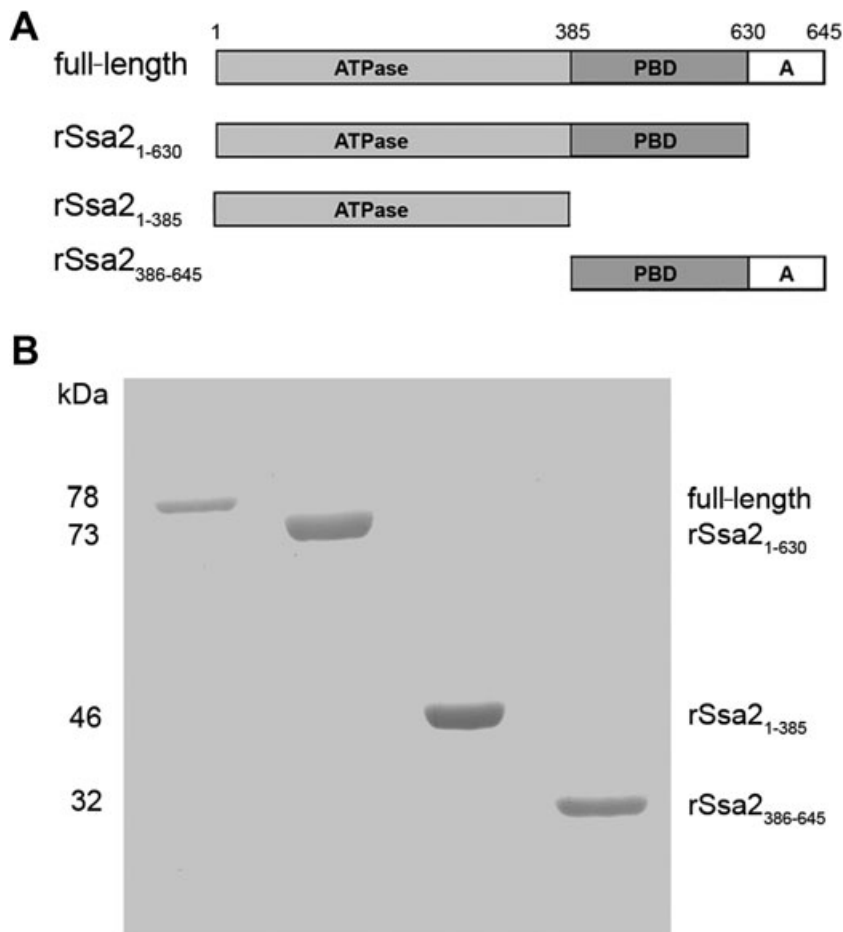 A
1 385 630 645
full-length ATPase PBD A
rSsa2₁₋₆₃₀ ATPase PBD
rSsa2₁₋₃₈₅ ATPase
rSsa2₃₈₆₋₆₄₅ PBD A
B
kDa
78 full-length
73 rSsa2₁₋₆₃₀
46 rSsa2₁₋₃₈₅
32 rSsa2₃₈₆₋₆₄₅